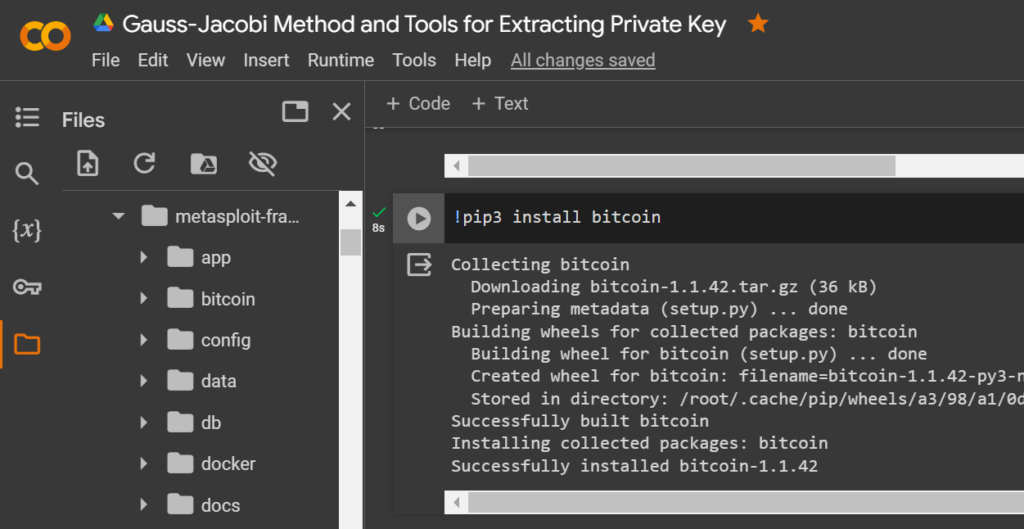 Gauss-Jacobi Method and Tools for Extracting Private Key
File Edit View Insert Runtime Tools Help All changes saved
Files
+ Code + Text
{x}
metasploit-fra...
app
bitcoin
config
data
db
docker
docs
8s
!pip3 install bitcoin
Collecting bitcoin
Downloading bitcoin-1.1.42.tar.gz (36 kB)
Preparing metadata (setup.py) ... done
Building wheels for collected packages: bitcoin
Building wheel for bitcoin (setup.py) ... done
Created wheel for bitcoin: filename=bitcoin-1.1.42-py3-n
Stored in directory: /root/.cache/pip/wheels/a3/98/a1/0d
Successfully built bitcoin
Installing collected packages: bitcoin
Successfully installed bitcoin-1.1.42